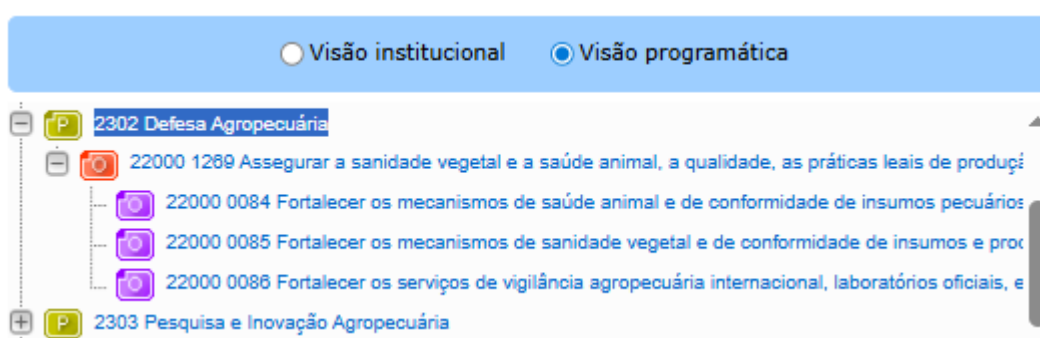 Visão institucional Visão programática
P 2302 Defesa Agropecuária
O 22000 1269 Assegurar a sanidade vegetal e a saúde animal, a qualidade, as práticas leais de
O 22000 0084 Fortalecer os mecanismos de saúde animal e de conformidade de insumos pecuários
O 22000 0085 Fortalecer os mecanismos de sanidade vegetal e de conformidade de insumos e
O 22000 0086 Fortalecer os serviços de vigilância agropecuária internacional, laboratórios oficiais, e
P 2303 Pesquisa e Inovação Agropecuária